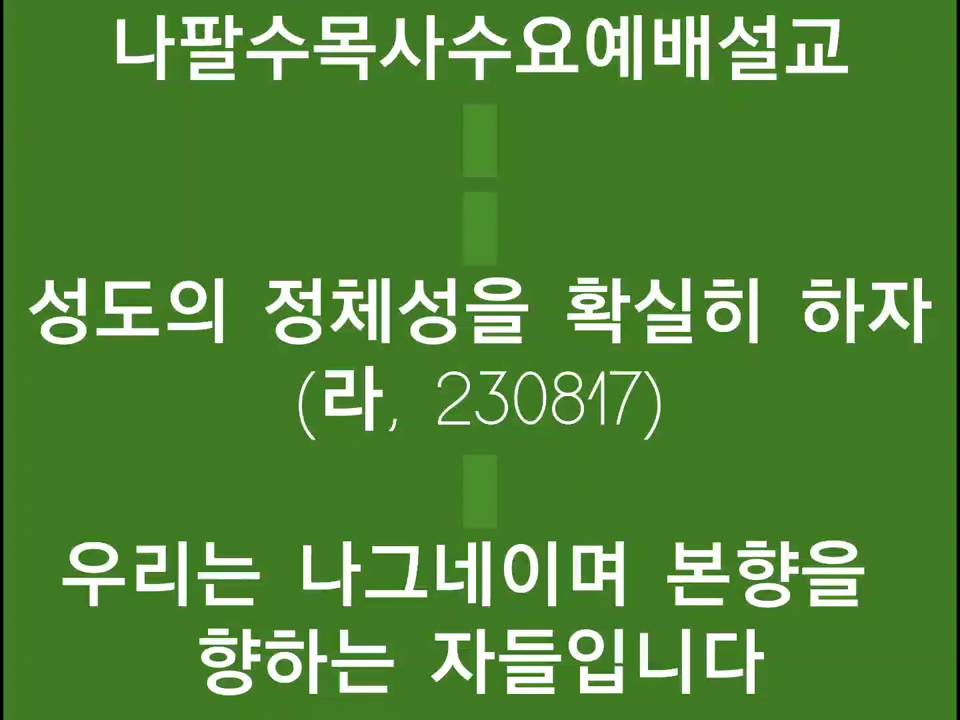 나팔수목사수요예배설교
성도의 정체성을 확실히 하자
(라, 230817)
우리는 나그네이며 본향을
향하는 자들입니다